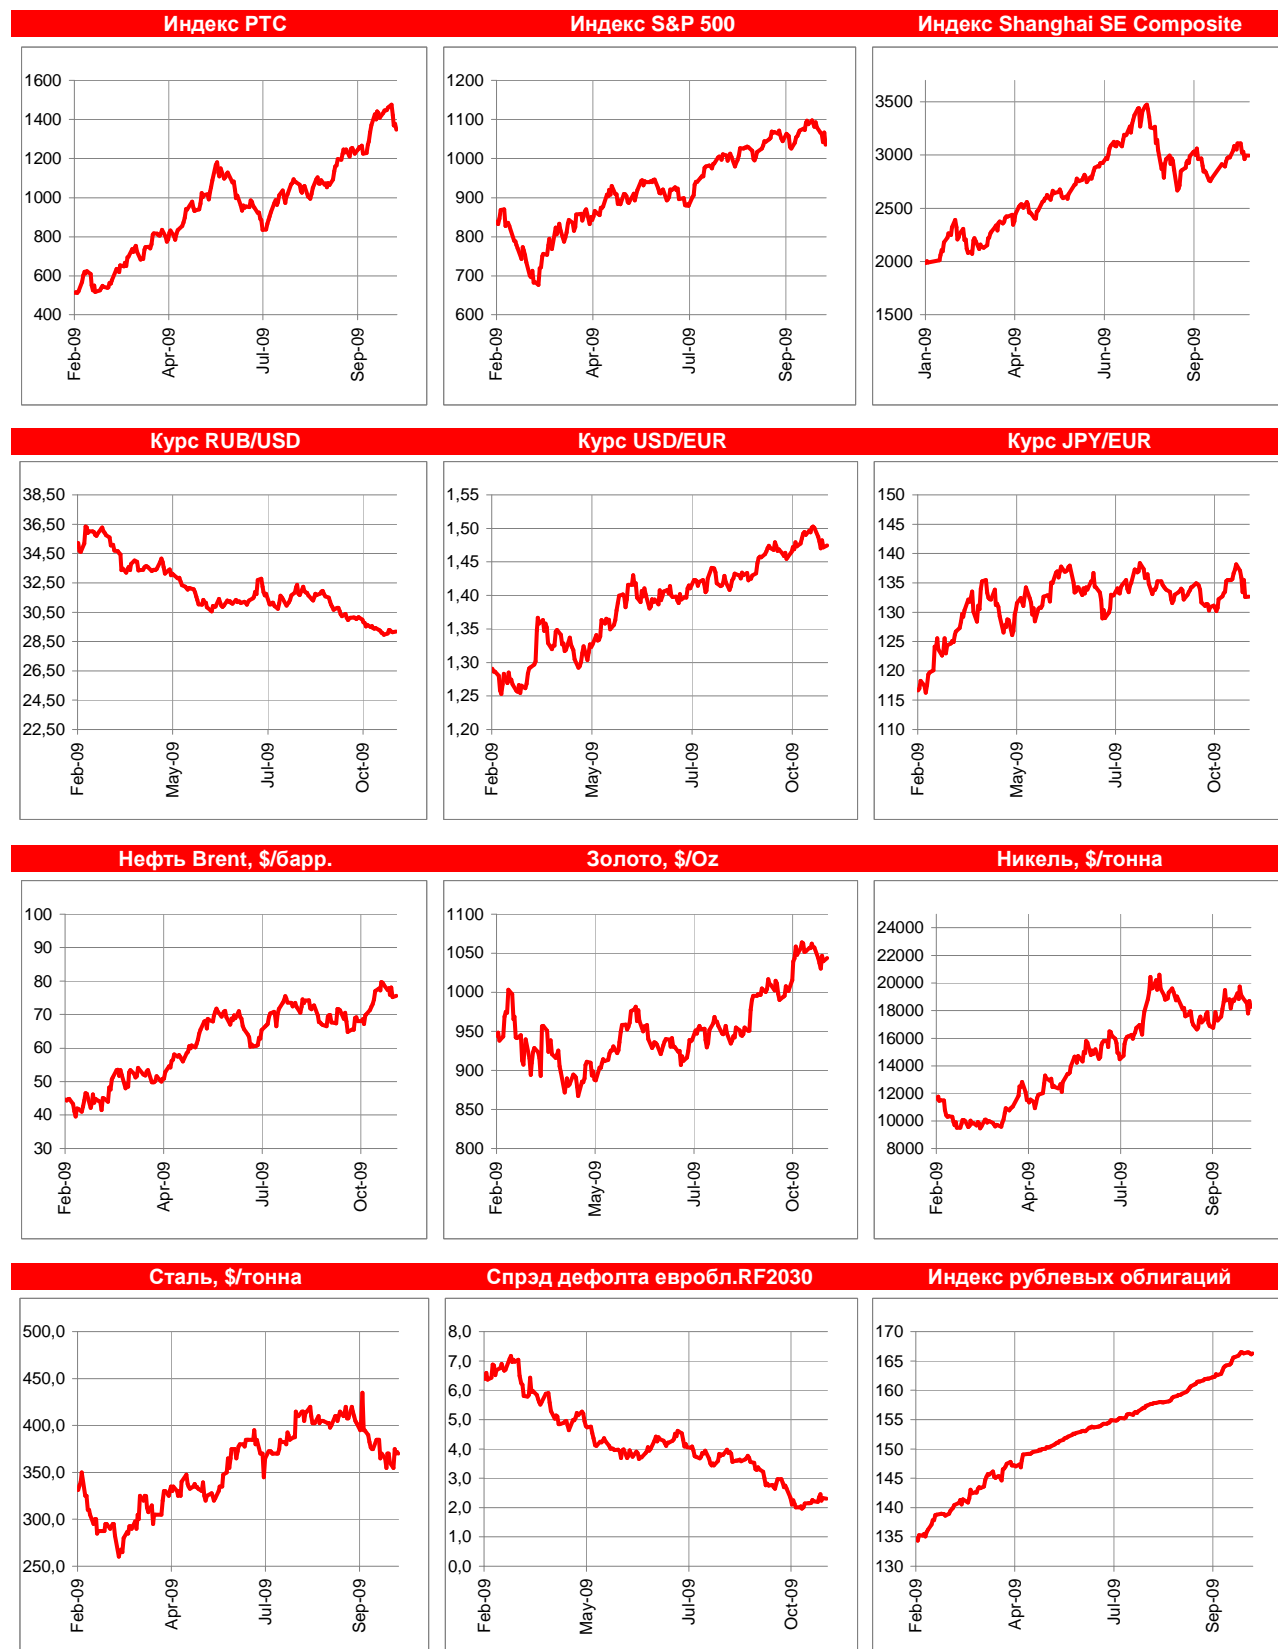 Индекс РТС
1600
1400
1200
1000
800
600
400
Feb-09
Apr-09
Jul-09
Sep-09
Индекс S&P 500
1200
1100
1000
900
800
700
600
Feb-09
Apr-09
Jul-09
Sep-09
Индекс Shanghai SE Composite
3500
3000
2500
2000
1500
Jan-09
Apr-09
Jun-09
Sep-09
Курс RUB/USD
38,50
36,50
34,50
32,50
30,50
28,50
26,50
24,50
22,50
Feb-09
May-09
Jul-09
Oct-09
Курс USD/EUR
1,55
1,50
1,45
1,40
1,35
1,30
1,25
1,20
Feb-09
May-09
Jul-09
Oct-09
Курс JPY/EUR
150
145
140
135
130
125
120
115
110
Feb-09
May-09
Jul-09
Oct-09
Нефть Brent, $/барр.
100
90
80
70
60
50
40
30
Feb-09
Apr-09
Jul-09
Oct-09
Золото, $/Oz
1100
1050
1000
950
900
850
800
Feb-09
May-09
Jul-09
Oct-09
Никель, $/тонна
24000
22000
20000
18000
16000
14000
12000
10000
8000
Feb-09
Apr-09
Jul-09
Sep-09
Сталь, $/тонна
500,0
450,0
400,0
350,0
300,0
250,0
Feb-09
Apr-09
Jul-09
Sep-09
Спрэд дефолта евробл.RF2030
8,0
7,0
6,0
5,0
4,0
3,0
2,0
1,0
0,0
Feb-09
May-09
Jul-09
Oct-09
Индекс рублевых облигаций
170
165
160
155
150
145
140
135
130
Feb-09
Apr-09
Jul-09
Sep-09